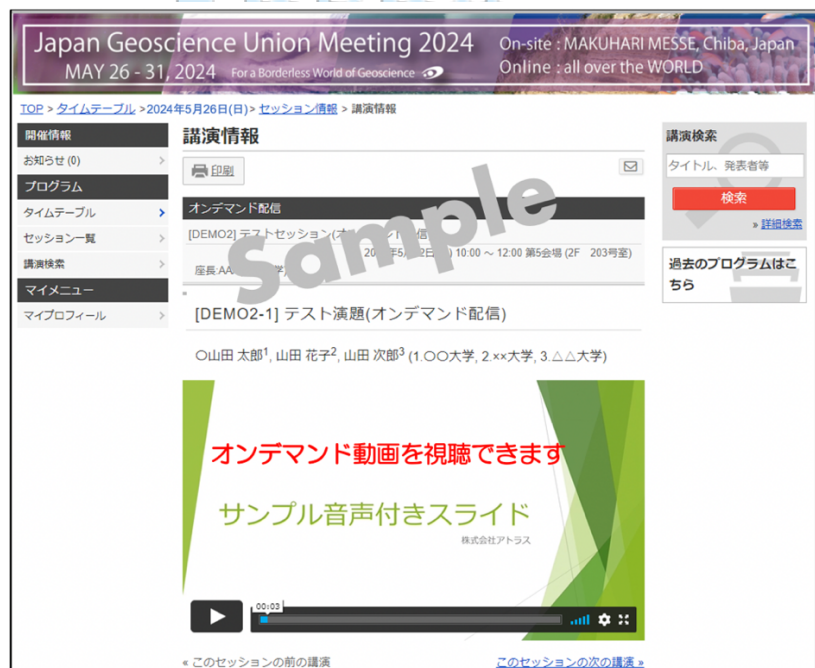 Japan Geoscience Union Meeting 2024
MAY 26 - 31, 2024 For a Borderless World of Geoscience
On-site : MAKUHARI MESSE, Chiba, Japan
Online : all over the WORLD
TOP > タイムテーブル >2024年5月26日(日)> セッション情報 > 講演情報
開催情報
お知らせ (0)
プログラム
タイムテーブル
セッション一覧
講演検索
マイメニュー
マイプロフィール
講演情報
印刷
オンデマンド配信
[DEMO2] テストセッション(オ
10:00 ~ 12:00 第5会場 (2F 203号室)
座長:AA
Sample
[DEMO2-1] テスト演題(オンデマンド配信)
〇山田 太郎1, 山田 花子2, 山田 次郎3 (1.〇〇大学, 2.××大学, 3.△△大学)
オンデマンド動画を視聴できます
サンプル音声付きスライド
株式会社アトラス
00:03
« このセッションの前の講演
このセッションの次の講演 »
講演検索
タイトル、発表者等
検索
» 詳細検索
過去のプログラムはこ
ちら